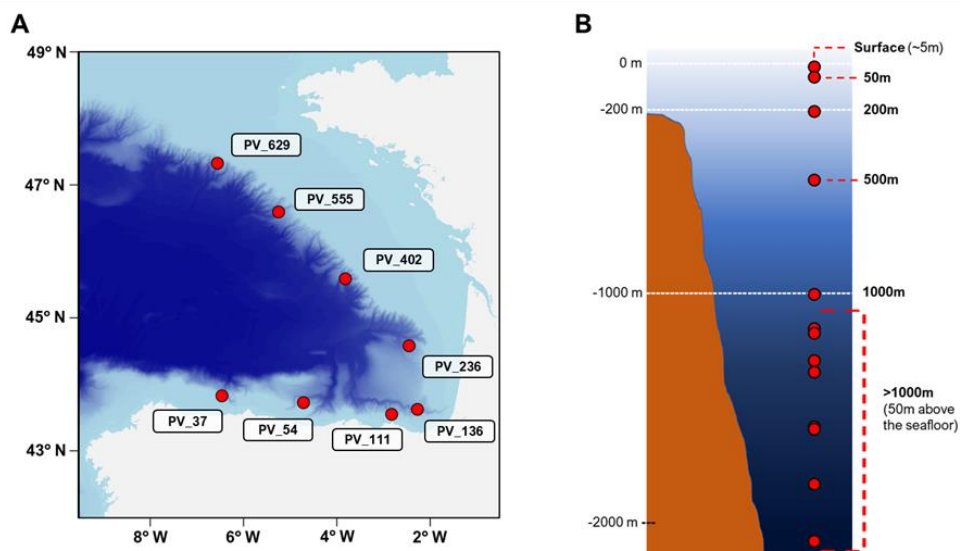 A
49° N
47° N
45° N
43° N
8° W
6° W
4° W
2° W
PV_629
PV_555
PV_402
PV_236
PV_37
PV_54
PV_111
PV_136
B
Surface (~5m)
0 m
50m
-200 m
200m
500m
-1000 m
1000m
>1000m
(50m above
the seafloor)
-2000 m